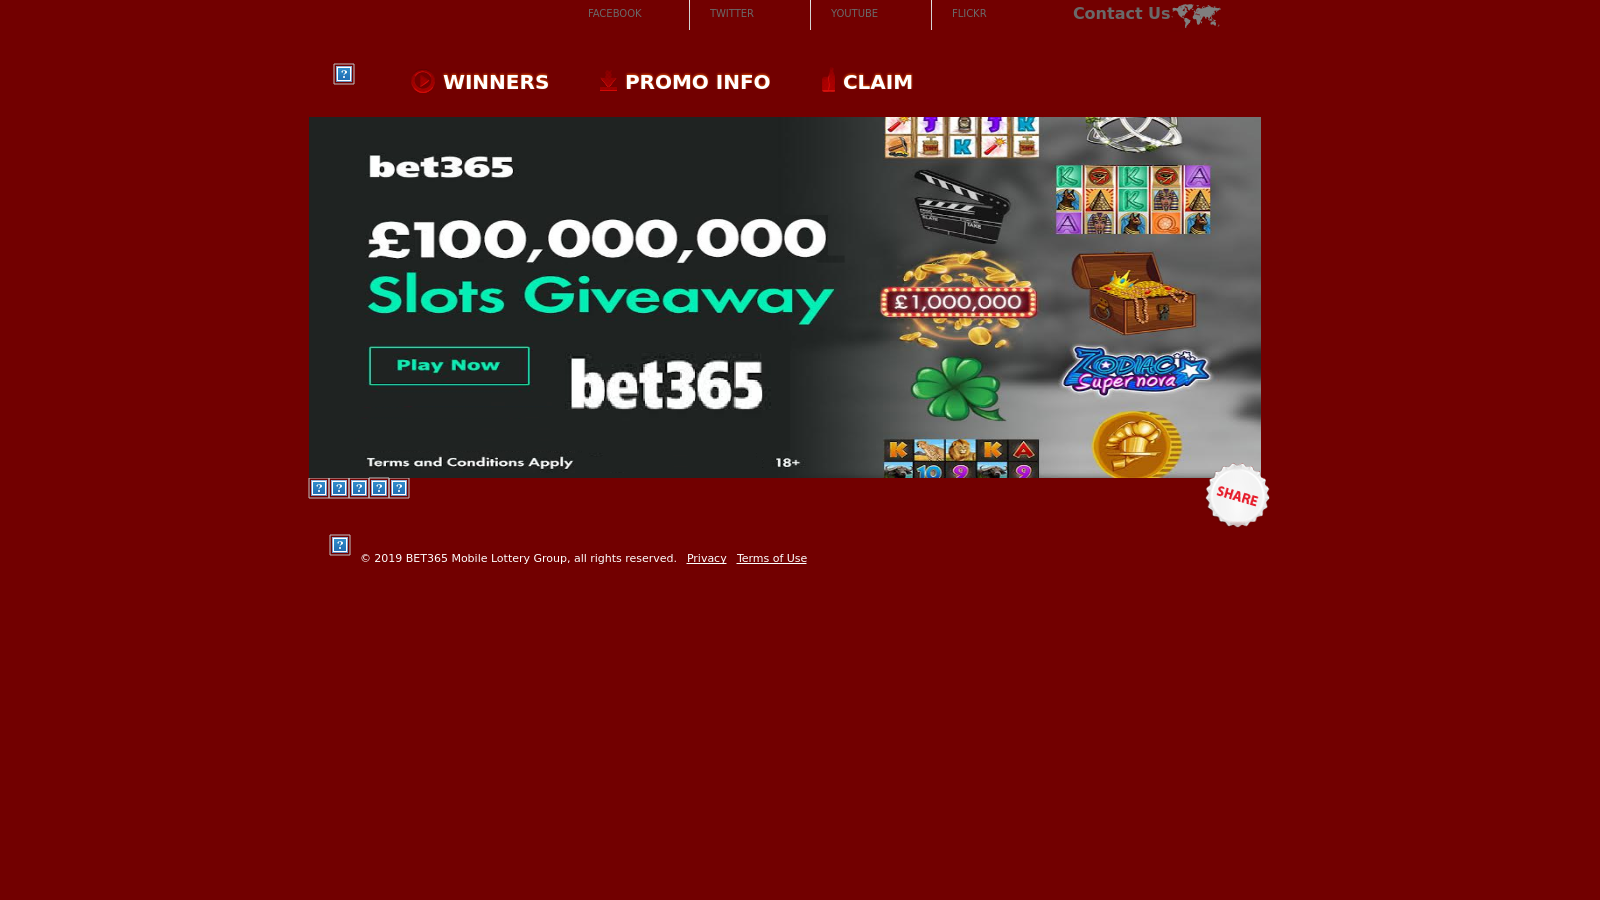 FACEBOOK
TWITTER
YOUTUBE
FLICKR
Contact Us
WINNERS
PROMO INFO
CLAIM
bet365
£100,000,000
Slots Giveaway
Play Now
bet365
Terms and Conditions Apply
18+
£1,000,000
ZODIAC
Super nova
SHARE
© 2019 BET365 Mobile Lottery Group, all rights reserved. Privacy Terms of Use